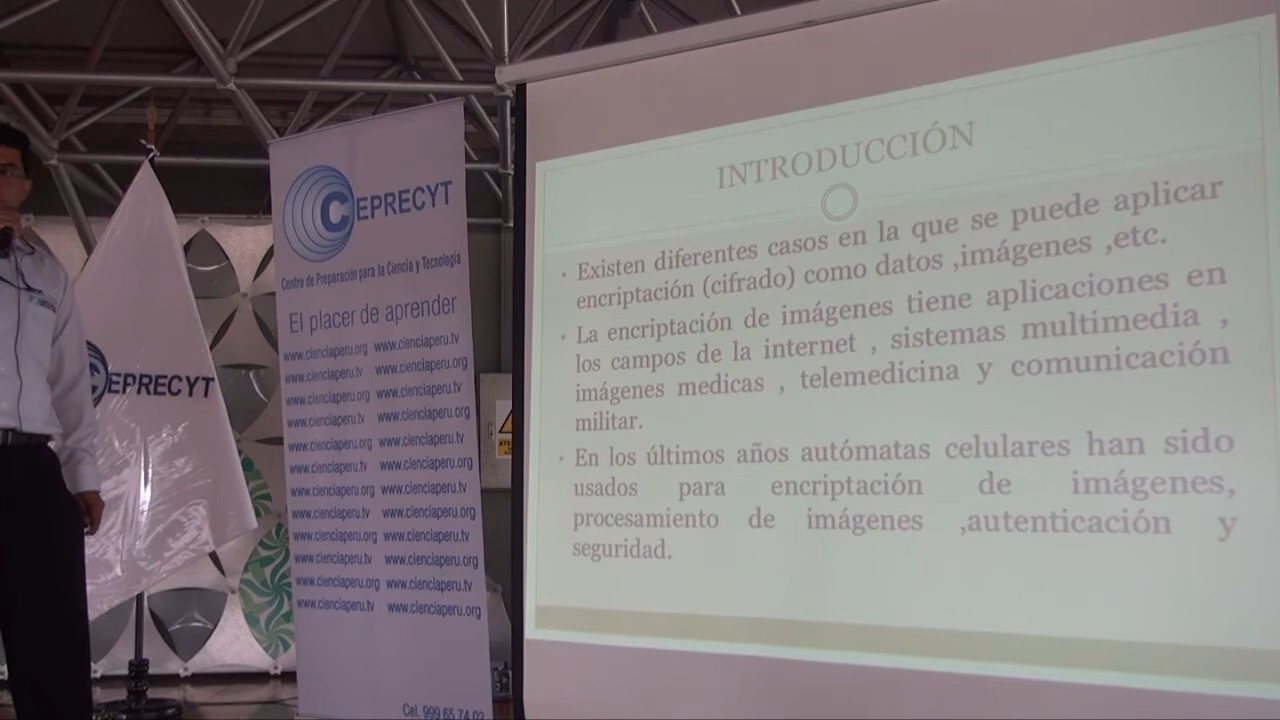 CEPRECYT
CEPRECYT
Centro de Preparación para la Ciencia y Tecnología
El placer de aprender
www.cienciaperu.org www.cienciaperu.tv
www.cienciaperu.tv www.cienciaperu.org
www.cienciaperu.org www.cienciaperu.tv
www.cienciaperu.tv www.cienciaperu.org
www.cienciaperu.org www.cienciaperu.tv
www.cienciaperu.tv www.cienciaperu.org
www.cienciaperu.org www.cienciaperu.tv
www.cienciaperu.tv www.cienciaperu.org
www.cienciaperu.org www.cienciaperu.tv
www.cienciaperu.tv www.cienciaperu.org
www.cienciaperu.org www.cienciaperu.tv
www.cienciaperu.tv www.cienciaperu.org
Cel. 999 65 74 02
INTRODUCCIÓN
• Existen diferentes casos en la que se puede aplicar
encriptación (cifrado) como datos ,imágenes ,etc.
• La encriptación de imágenes tiene aplicaciones en
los campos de la internet , sistemas multimedia ,
imágenes medicas , telemedicina y comunicación
militar.
• En los últimos años autómatas celulares han sido
usados para encriptación de imágenes,
procesamiento de imágenes ,autenticación y
seguridad.